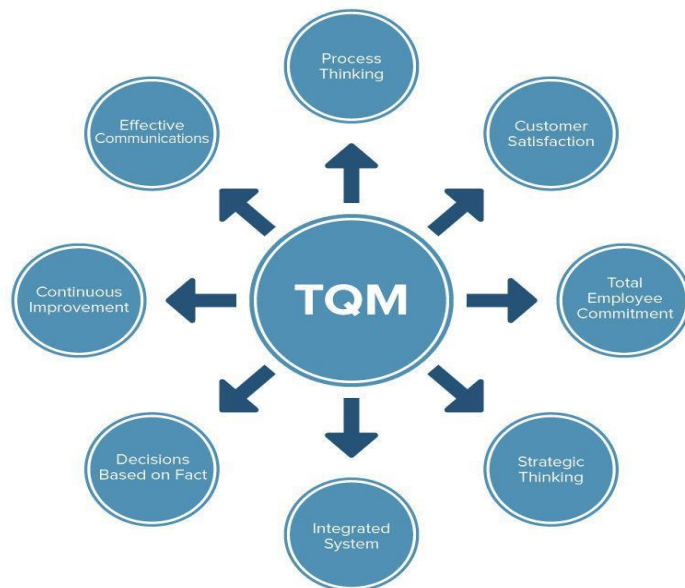 Process
Thinking
Effective
Communications
Customer
Satisfaction
Continuous
Improvement
TQM
Total
Employee
Commitment
Decisions
Based on Fact
Strategic
Thinking
Integrated
System